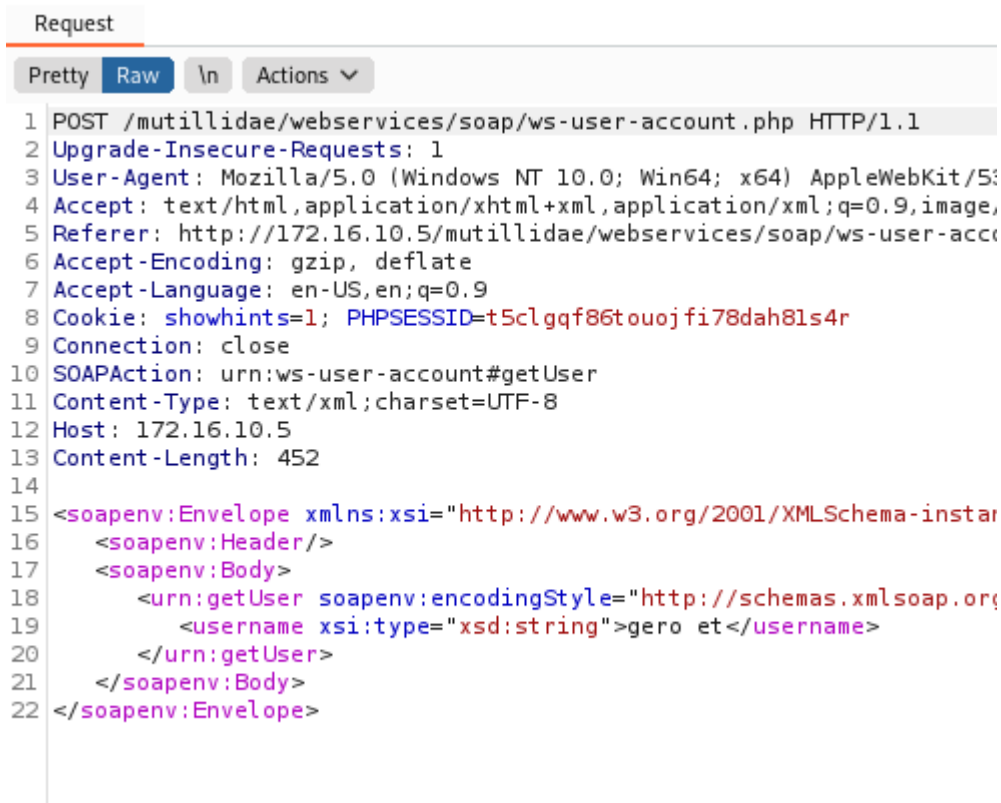 Request
Pretty Raw \n Actions
1 POST /mutillidae/webservices/soap/ws-user-account.php HTTP/1.1
2 Upgrade-Insecure-Requests: 1
3 User-Agent: Mozilla/5.0 (Windows NT 10.0; Win64; x64) AppleWebKit/53
4 Accept: text/html,application/xhtml+xml,application/xml;q=0.9,image,
5 Referer: http://172.16.10.5/mutillidae/webservices/soap/ws-user-acco
6 Accept-Encoding: gzip, deflate
7 Accept-Language: en-US,en;q=0.9
8 Cookie: showhints=1; PHPSESSID=t5clgqf86touojfi78dah81s4r
9 Connection: close
10 SOAPAction: urn:ws-user-account#getUser
11 Content-Type: text/xml;charset=UTF-8
12 Host: 172.16.10.5
13 Content-Length: 452
14
15 <soapenv:Envelope xmlns:xsi="http://www.w3.org/2001/XMLSchema-instan
16 <soapenv:Header/>
17 <soapenv:Body>
18 <urn:getUser soapenv:encodingStyle="http://schemas.xmlsoap.org
19 <username xsi:type="xsd:string">gero et</username>
20 </urn:getUser>
21 </soapenv:Body>
22 </soapenv:Envelope>